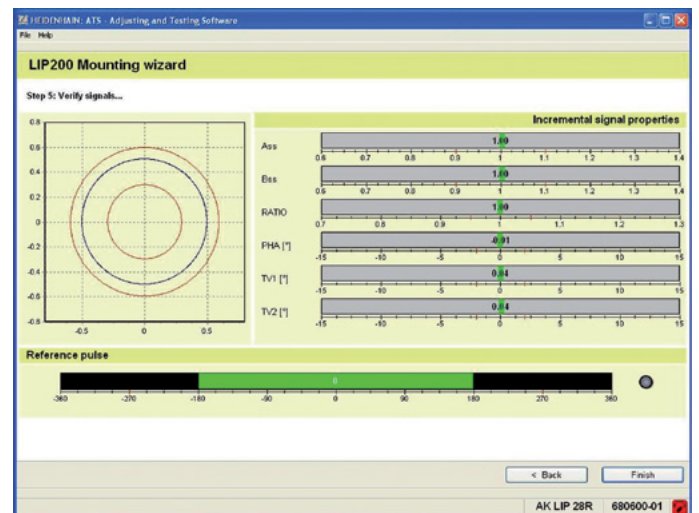 HEIDENHAIN: ATS - Adjusting and Testing Software
File Help
LIP200 Mounting wizard
Step 5: Verify signals...
Incremental signal properties
0.8
0.6
0.4
0.2
0
-0.2
-0.4
-0.6
-0.8
-0.5 0 0.5
Ass 1.00
0.6 0.7 0.8 0.9 1 1.1 1.2 1.3 1.4
Bss 1.00
0.6 0.7 0.8 0.9 1 1.1 1.2 1.3 1.4
RATIO 1.00
0.7 0.8 0.9 1 1.1 1.2 1.3
PHA [°] -0.01
-15 -10 -5 0 5 10 15
TV1 [°] 0.04
-15 -10 -5 0 5 10 15
TV2 [°] 0.04
-15 -10 -5 0 5 10 15
Reference pulse
0
-360 -270 -180 -90 0 90 180 270 360
< Back Finish
AK LIP 28R 680600-01